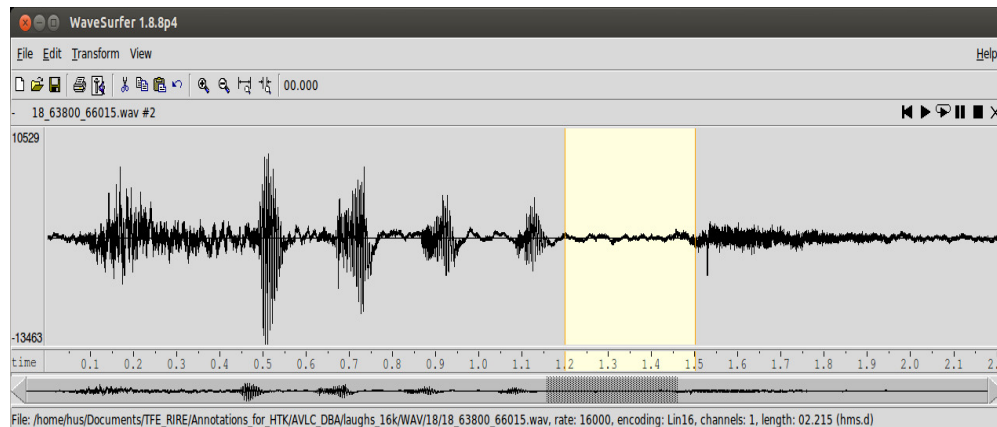 WaveSurfer 1.8.8p4
File Edit Transform View Help
00.000
- 18_63800_66015.wav #2
10529
-13463
time 0.1 0.2 0.3 0.4 0.5 0.6 0.7 0.8 0.9 1.0 1.1 1.2 1.3 1.4 1.5 1.6 1.7 1.8 1.9 2.0 2.1 2.
File: /home/hus/Documents/TFE_RIRE/Annotations_for_HTK/AVLC_DBA/laughs_16k/WAV/18/18_63800_66015.wav, rate: 16000, encoding: Lin16, channels: 1, length: 02.215 (hms.d)